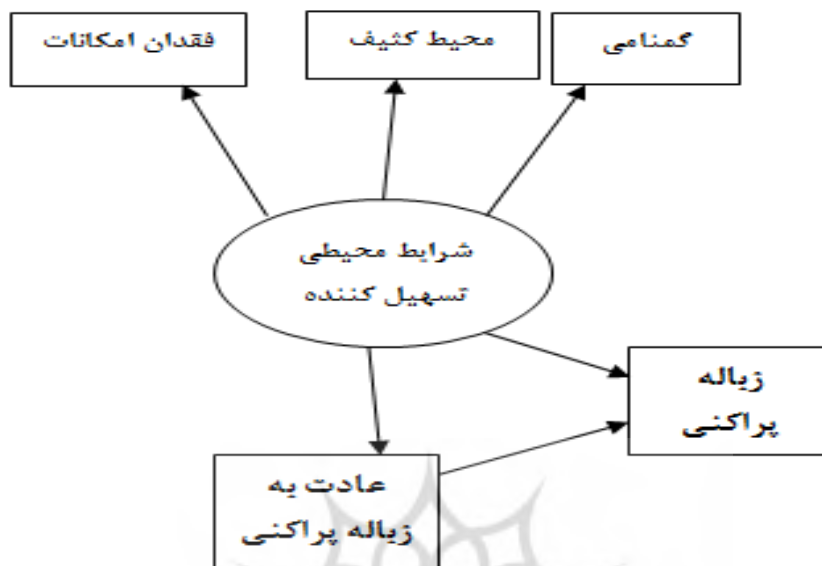 گمنامی
محیط کثیف
فقدان امکانات
شرایط محیطی
تسهیل کننده
زباله
پراکنی
عادت به
زباله پراکنی